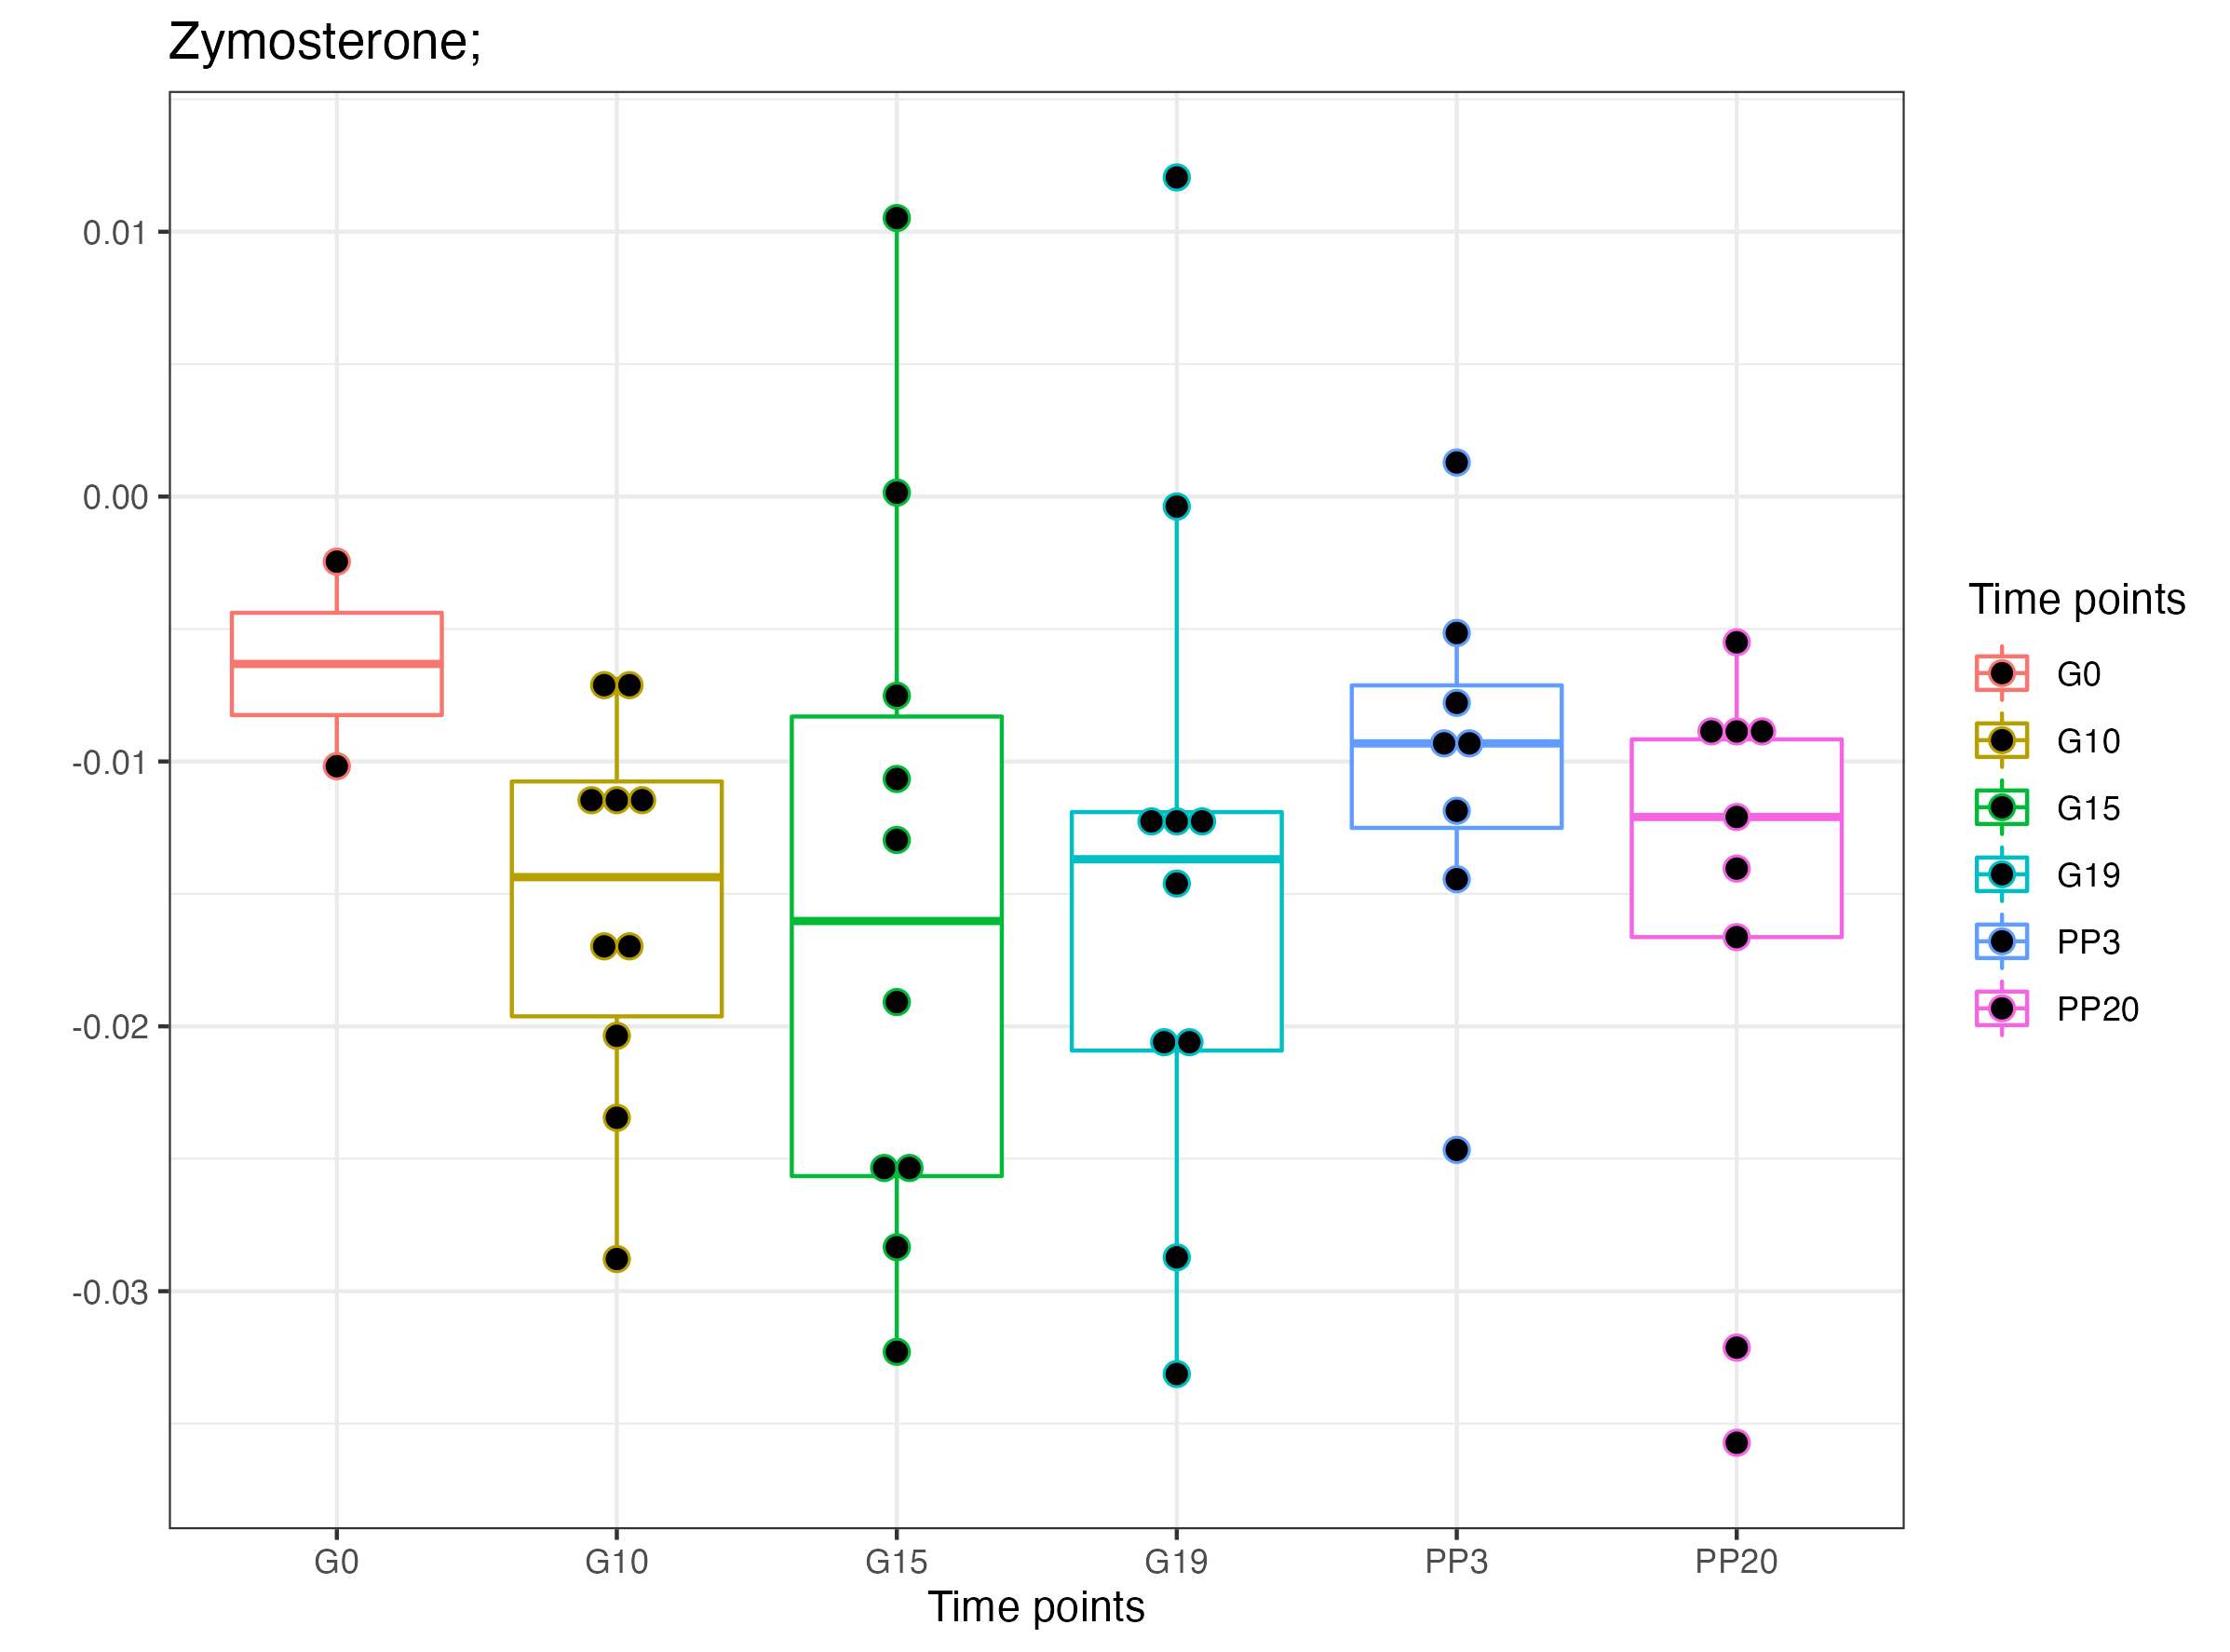 Zymosterone;
0.01
0.00
-0.01
-0.02
-0.03
G0 G10 G15 G19 PP3 PP20
Time points
Time points
G0
G10
G15
G19
PP3
PP20